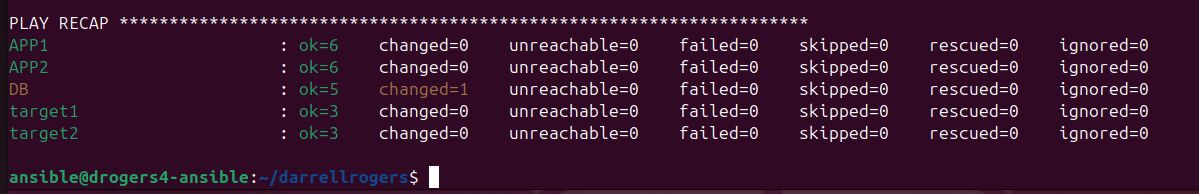 PLAY RECAP *********************************************************************
APP1 : ok=6 changed=0 unreachable=0 failed=0 skipped=0 rescued=0 ignored=0
APP2 : ok=6 changed=0 unreachable=0 failed=0 skipped=0 rescued=0 ignored=0
DB : ok=5 changed=1 unreachable=0 failed=0 skipped=0 rescued=0 ignored=0
target1 : ok=3 changed=0 unreachable=0 failed=0 skipped=0 rescued=0 ignored=0
target2 : ok=3 changed=0 unreachable=0 failed=0 skipped=0 rescued=0 ignored=0
ansible@drogers4-ansible:~/darrellrogers$